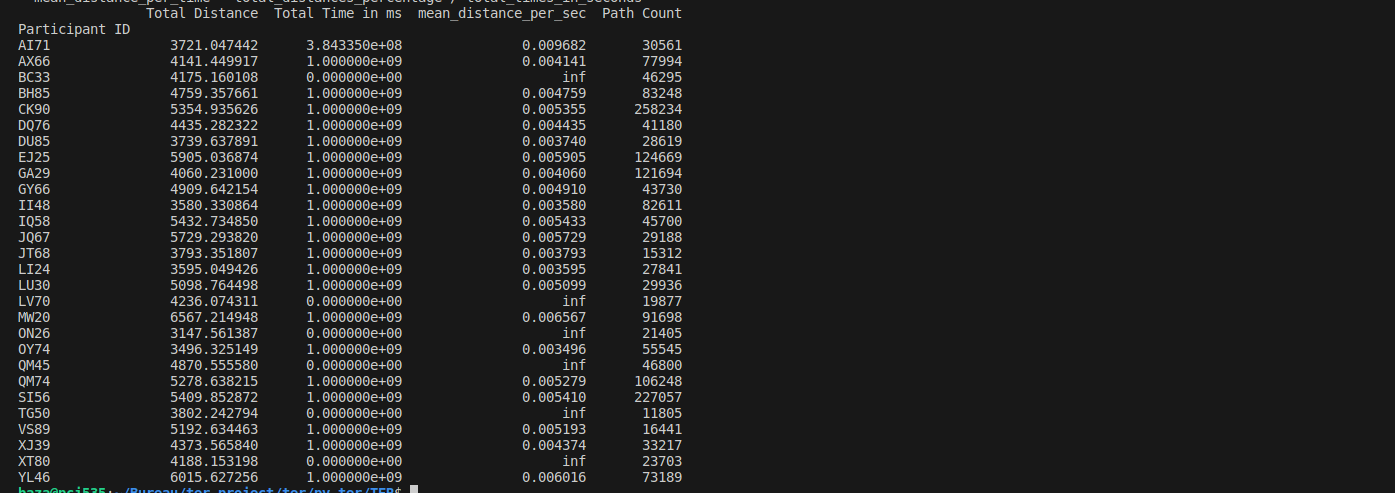 mean_distance_per_time = total_distances_percentage / total_times_in_seconds
Total Distance  Total Time in ms  mean_distance_per_sec  Path Count
Participant ID
AI71 3721.047442 3.843350e+08 0.009682 30561
AX66 4141.449917 1.000000e+09 0.004141 77994
BC33 4175.160108 0.000000e+00 inf 46295
BH85 4759.357661 1.000000e+09 0.004759 83248
CK90 5354.935626 1.000000e+09 0.005355 258234
DQ76 4435.282322 1.000000e+09 0.004435 41180
DU85 3739.637891 1.000000e+09 0.003740 28619
EJ25 5905.036874 1.000000e+09 0.005905 124669
GA29 4060.231000 1.000000e+09 0.004060 121694
GY66 4909.642154 1.000000e+09 0.004910 43730
II48 3580.330864 1.000000e+09 0.003580 82611
IQ58 5432.734850 1.000000e+09 0.005433 45700
JQ67 5729.293820 1.000000e+09 0.005729 29188
JT68 3793.351807 1.000000e+09 0.003793 15312
LI24 3595.049426 1.000000e+09 0.003595 27841
LU30 5098.764498 1.000000e+09 0.005099 29936
LV70 4236.074311 0.000000e+00 inf 19877
MW20 6567.214948 1.000000e+09 0.006567 91698
ON26 3147.561387 0.000000e+00 inf 21405
OY74 3496.325149 1.000000e+09 0.003496 55545
QM45 4870.555580 0.000000e+00 inf 46800
QM74 5278.638215 1.000000e+09 0.005279 106248
SI56 5409.852872 1.000000e+09 0.005410 227057
TG50 3802.242794 0.000000e+00 inf 11805
VS89 5192.634463 1.000000e+09 0.005193 16441
XJ39 4373.565840 1.000000e+09 0.004374 33217
XT80 4188.153198 0.000000e+00 inf 23703
YL46 6015.627256 1.000000e+09 0.006016 73189